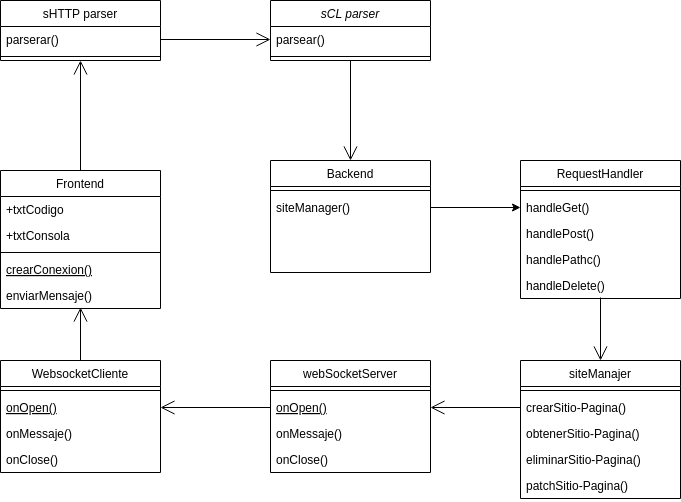 sHTTP parser
parserar()
sCL parser
parsear()
Frontend
+txtCodigo
+txtConsola
crearConexion()
enviarMensaje()
Backend
siteManager()
RequestHandler
handleGet()
handlePost()
handlePathc()
handleDelete()
WebsocketCliente
onOpen()
onMessaje()
onClose()
webSocketServer
onOpen()
onMessaje()
onClose()
siteManajer
crearSitio-Pagina()
obtenerSitio-Pagina()
eliminarSitio-Pagina()
patchSitio-Pagina()